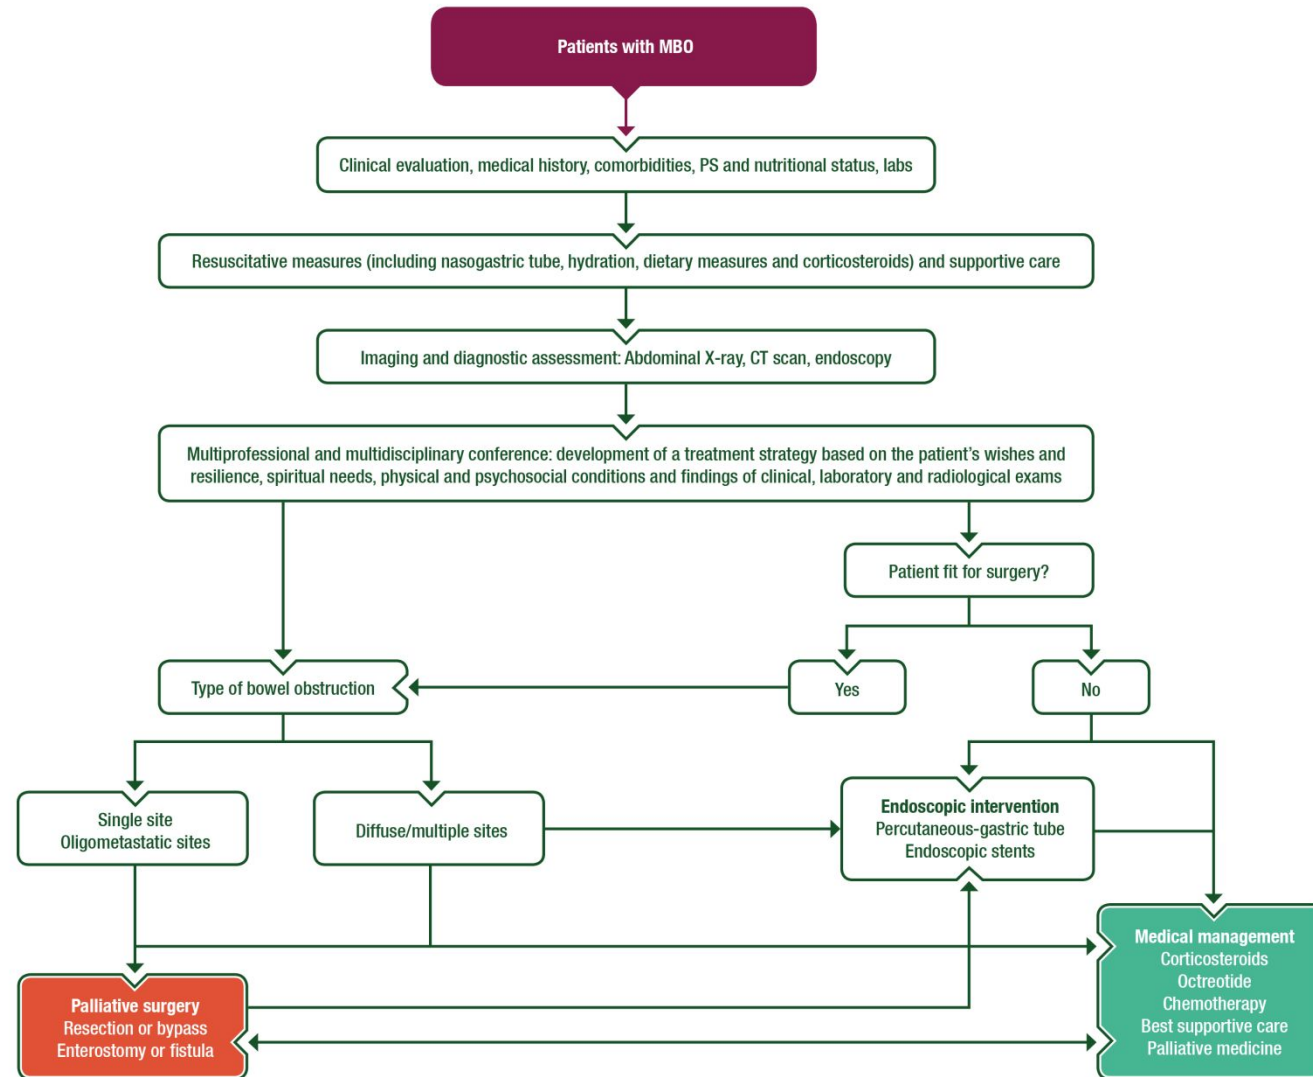 Patients with MBO
Clinical evaluation, medical history, comorbidities, PS and nutritional status, labs
Resuscitative measures (including nasogastric tube, hydration, dietary measures and corticosteroids) and supportive care
Imaging and diagnostic assessment: Abdominal X-ray, CT scan, endoscopy
Multiprofessional and multidisciplinary conference: development of a treatment strategy based on the patient's wishes and
resilience, spiritual needs, physical and psychosocial conditions and findings of clinical, laboratory and radiological exams
Patient fit for surgery?
Type of bowel obstruction
Yes
No
Single site
Oligometastatic sites
Diffuse/multiple sites
Endoscopic intervention
Percutaneous-gastric tube
Endoscopic stents
Palliative surgery
Resection or bypass
Enterostomy or fistula
Medical management
Corticosteroids
Octreotide
Chemotherapy
Best supportive care
Palliative medicine